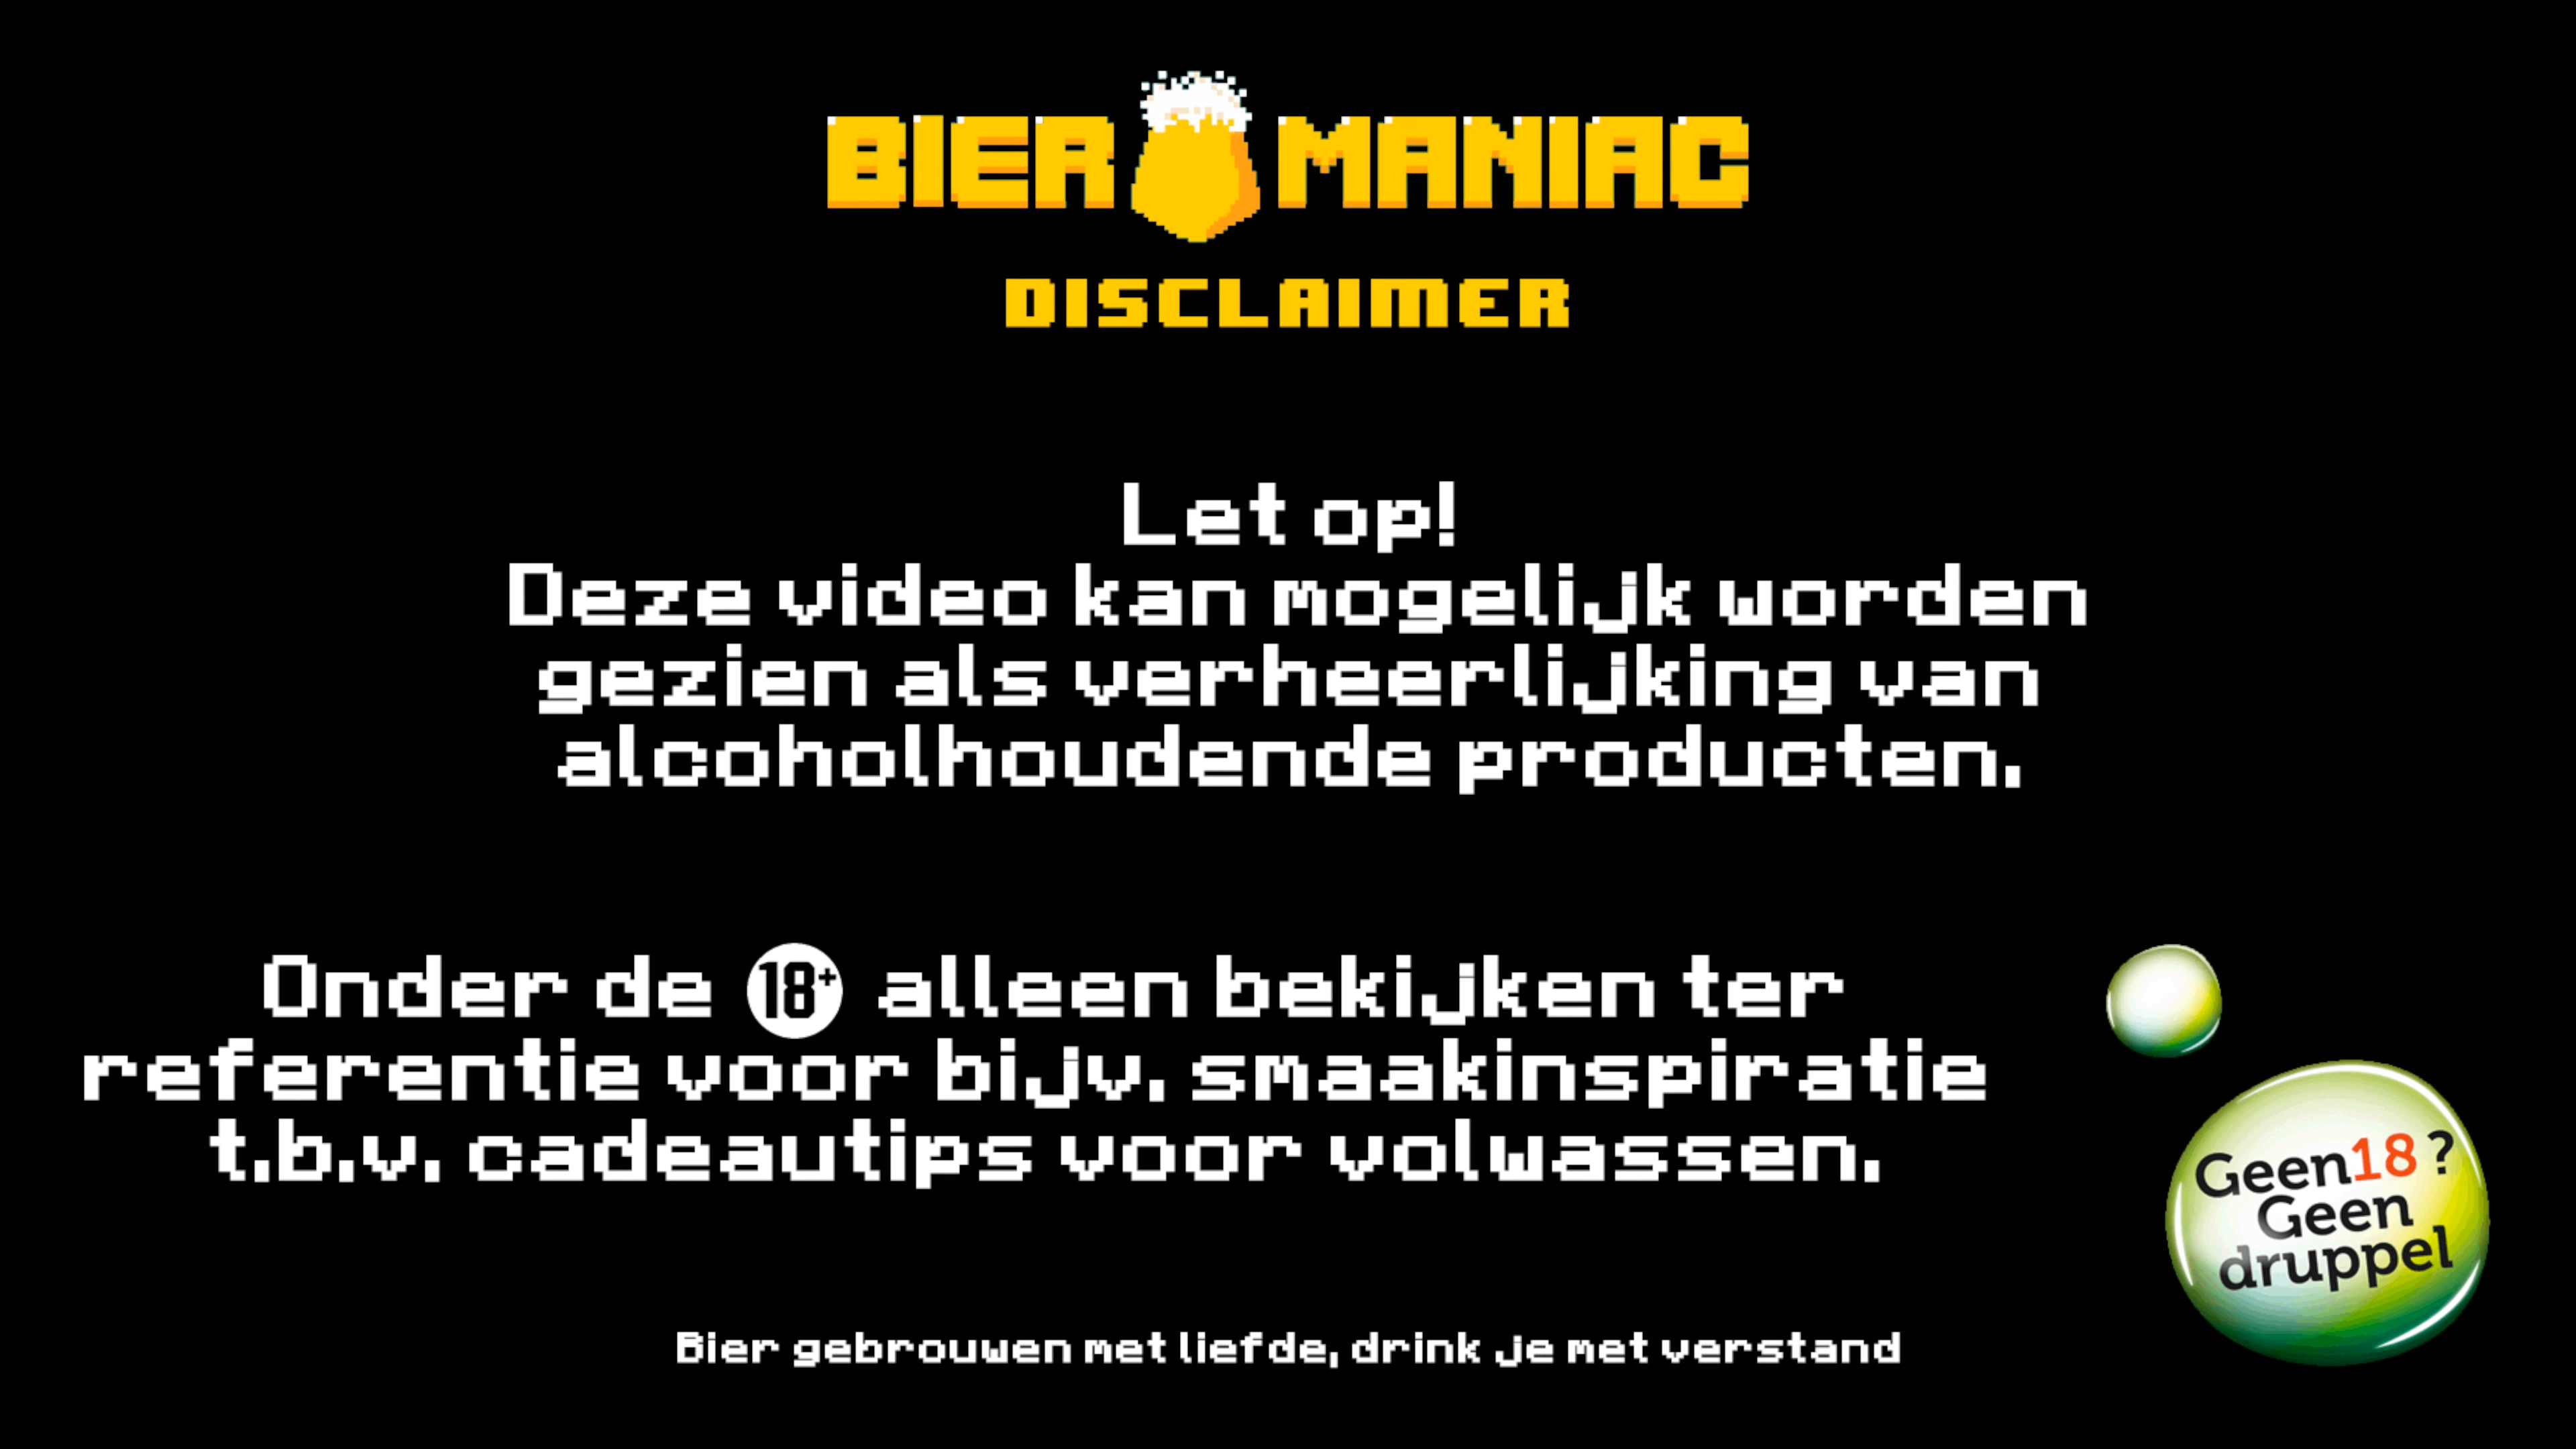 BIER MANIAC
DISCLAIMER
Let op!
Deze video kan mogelijk worden
gezien als verheerlijking van
alcoholhoudende producten.
Onder de 18+ alleen bekijken ter
referentie voor bijv. smaakinspiratie
t.b.v. cadeautips voor volwassen.
Geen18?
Geen
druppel
Bier gebrouwen met liefde, drink je met verstand